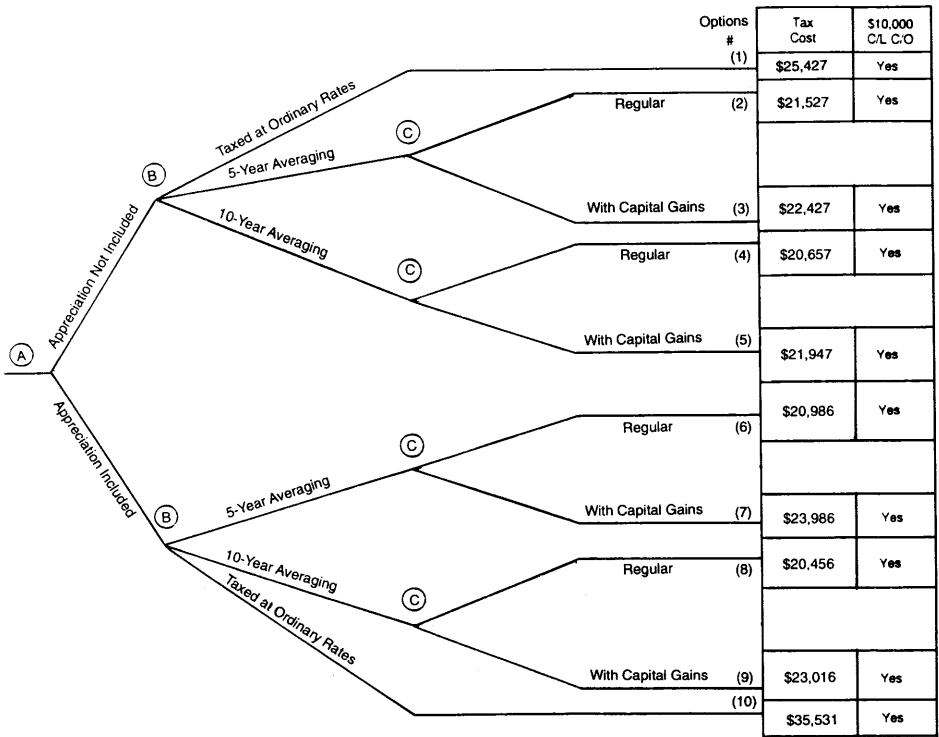 Options Tax $10,000
# Cost C/L C/O
(1) $25,427 Yes
Taxed at Ordinary Rates
Regular (2) $21,527 Yes
C
5-Year Averaging
B
With Capital Gains (3) $22,427 Yes
10-Year Averaging
Regular (4) $20,657 Yes
C
Appreciation Not Included
With Capital Gains (5) $21,947 Yes
A
Regular (6) $20,986 Yes
C
Appreciation Included
5-Year Averaging
With Capital Gains (7) $23,986 Yes
B
10-Year Averaging
Regular (8) $20,456 Yes
C
Taxed at Ordinary Rates
With Capital Gains (9) $23,016 Yes
(10) $35,531 Yes